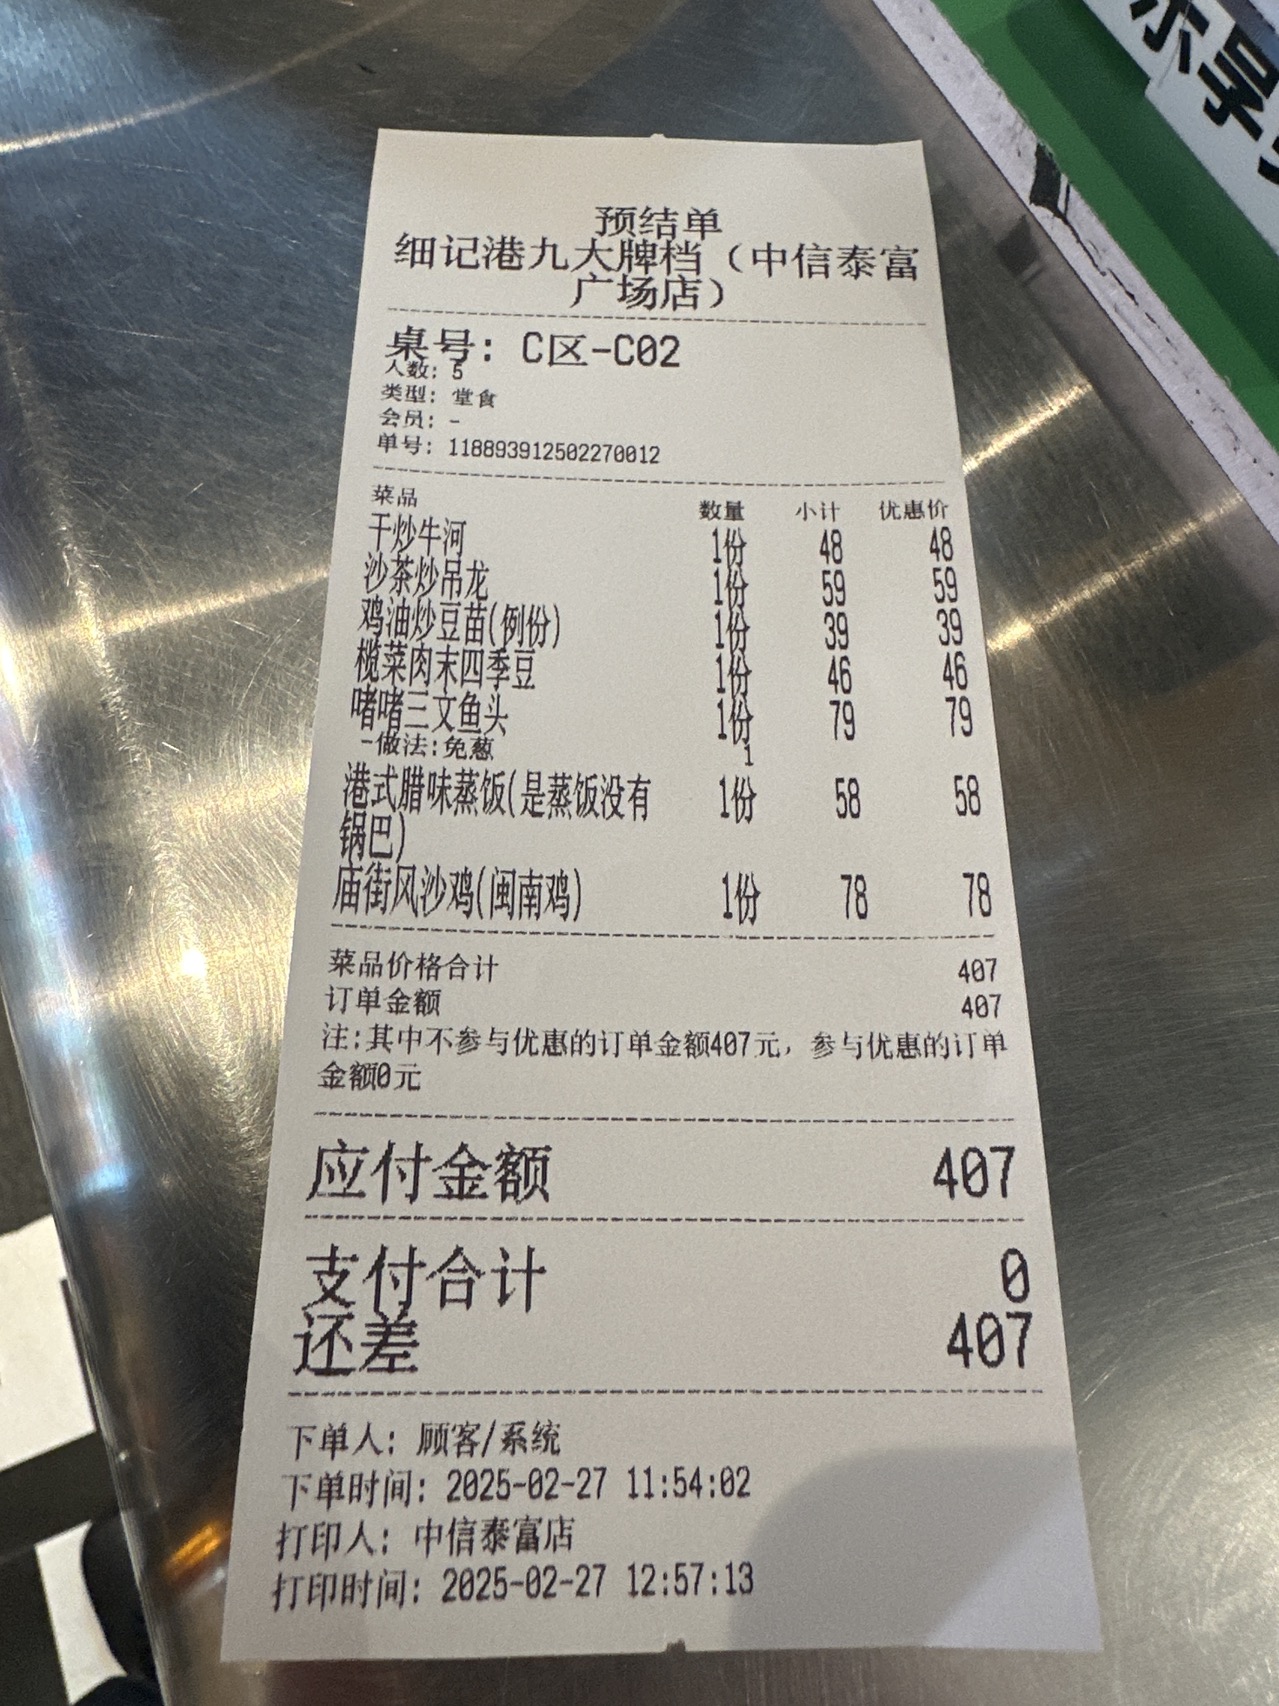 预结单
细记港九大牌档（中信泰富
广场店）
桌号: C区-C02
人数: 5
类型: 堂食
会员: -
单号: 118893912502270012
菜品 数量 小计 优惠价
干炒牛河 1份 48 48
沙茶炒吊龙 1份 59 59
鸡油炒豆苗(例份) 1份 39 39
榄菜肉末四季豆 1份 46 46
啫啫三文鱼头 1份 79 79
-做法:免葱 1
港式腊味蒸饭(是蒸饭没有 1份 58 58
锅巴)
庙街风沙鸡(闽南鸡) 1份 78 78
菜品价格合计 407
订单金额 407
注:其中不参与优惠的订单金额407元，参与优惠的订单
金额0元
应付金额 407
支付合计 0
还差 407
下单人: 顾客/系统
下单时间: 2025-02-27 11:54:02
打印人: 中信泰富店
打印时间: 2025-02-27 12:57:13